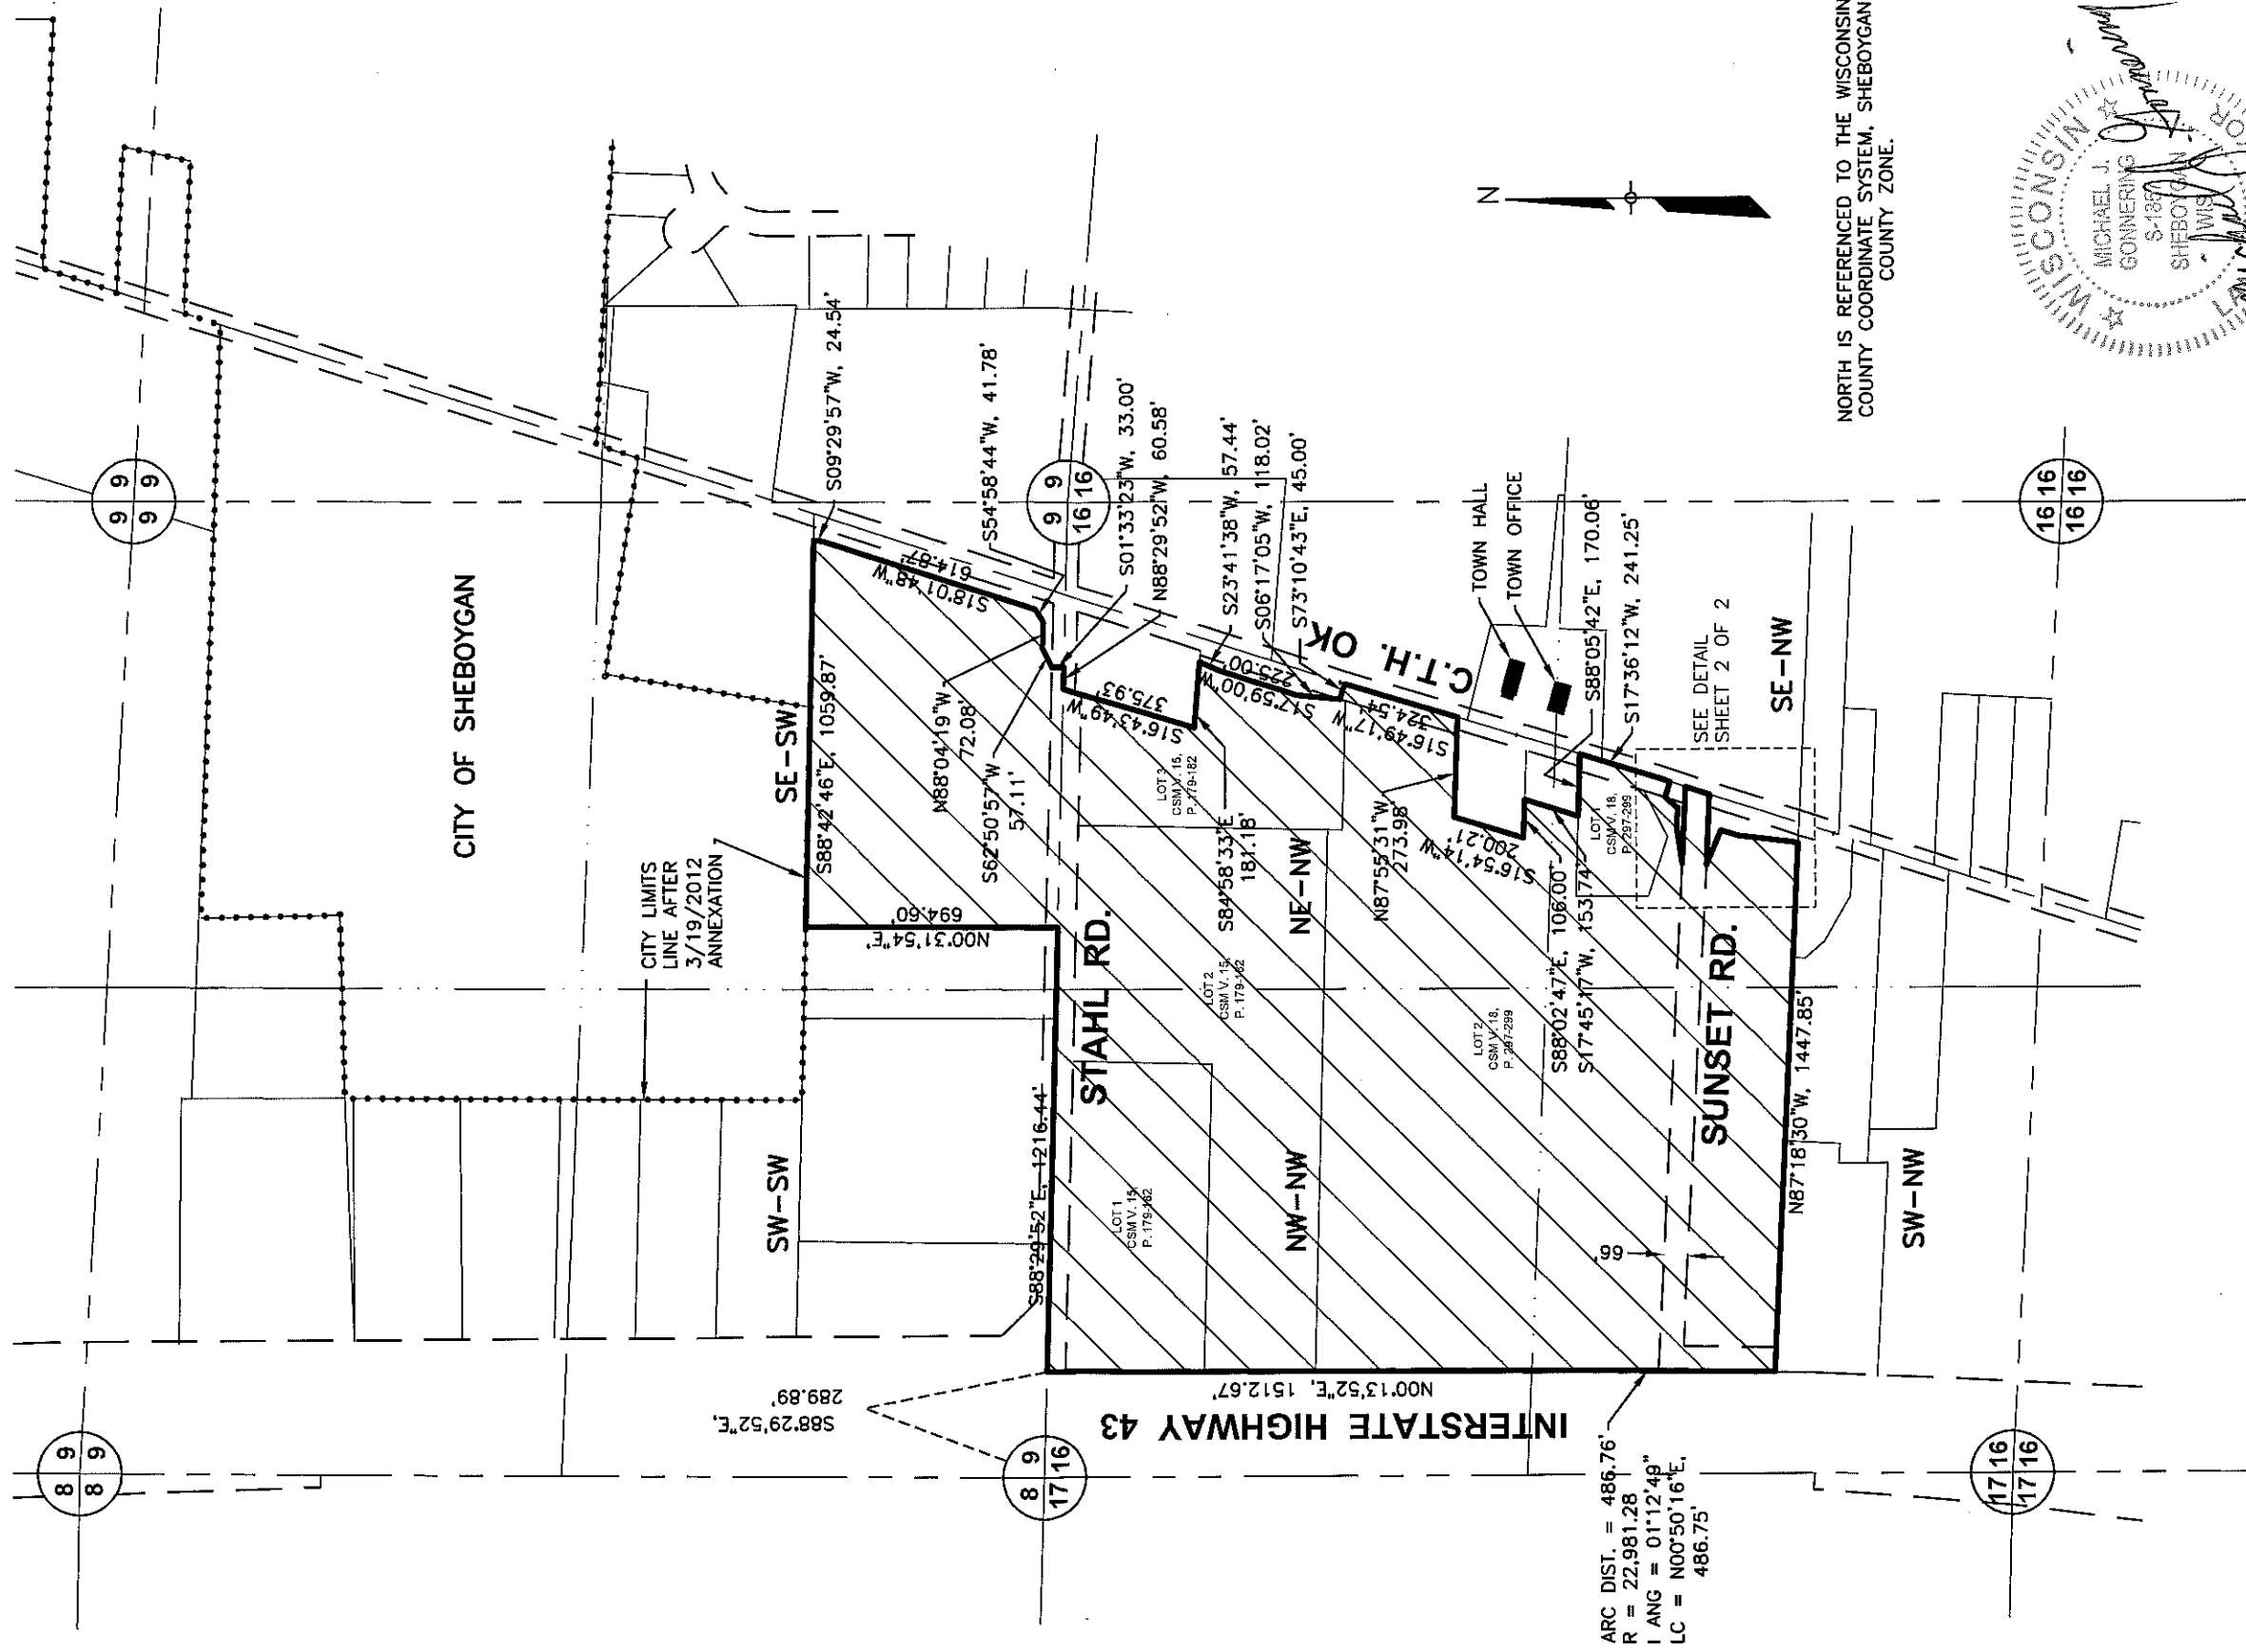 8 9
8 9
9 9
9 9
CITY OF SHEBOYGAN
CITY LIMITS
LINE AFTER
3/19/2012
ANNEXATION
SW-SW
SE-SW
S88°42'46"E, 1059.87'
S09°29'57"W, 24.54'
N00°31'54"E'
694.60'
S18°01'48"W
614.87'
N88°04'19"W
72.08'
S62°50'57"W
57.11'
S54°58'44"W, 41.78'
S01°33'23"W, 33.00'
N88°29'52"W, 60.58'
S88°29'52"E,
289.89'
8 9
17 16
9 9
16 16
S88°29'52"E, 1216.44'
STAHL RD.
S16°43'49"W
375.93'
S84°58'33"E
181.18'
S23°41'38"W, 57.44'
S17°59'00"W
225.00'
S06°17'05"W, 118.02'
S73°10'43"E, 45.00'
LOT 1
CSM V. 15,
P. 179-182
LOT 2
CSM V. 15,
P. 179-182
LOT 3
CSM V. 15,
P. 179-182
NW-NW
NE-NW
C.T.H. OK
S16°49'17"W
324.54'
N87°55'31"W
273.98'
S16°54'14"W
200.21'
TOWN HALL
TOWN OFFICE
S88°02'47"E, 106.00'
S17°45'17"W, 153.74'
S88°05'42"E, 170.06'
S17°36'12"W, 241.25'
LOT 2
CSM V. 18,
P. 297-299
LOT 1
CSM V. 18,
P. 297-299
SEE DETAIL
SHEET 2 OF 2
INTERSTATE HIGHWAY 43
N00°13'52"E, 1512.67'
ARC DIST. = 486.76'
R = 22,981.28
I ANG = 01°12'49"
LC = N00°50'16"E,
486.75'
66'
SUNSET RD.
N87°18'30"W, 1447.85'
SW-NW
SE-NW
17 16
17 16
16 16
16 16
N
NORTH IS REFERENCED TO THE WISCONSIN
COUNTY COORDINATE SYSTEM, SHEBOYGAN
COUNTY ZONE.
WISCONSIN
MICHAEL J.
GONNERING
SHEBOYGAN
WIS